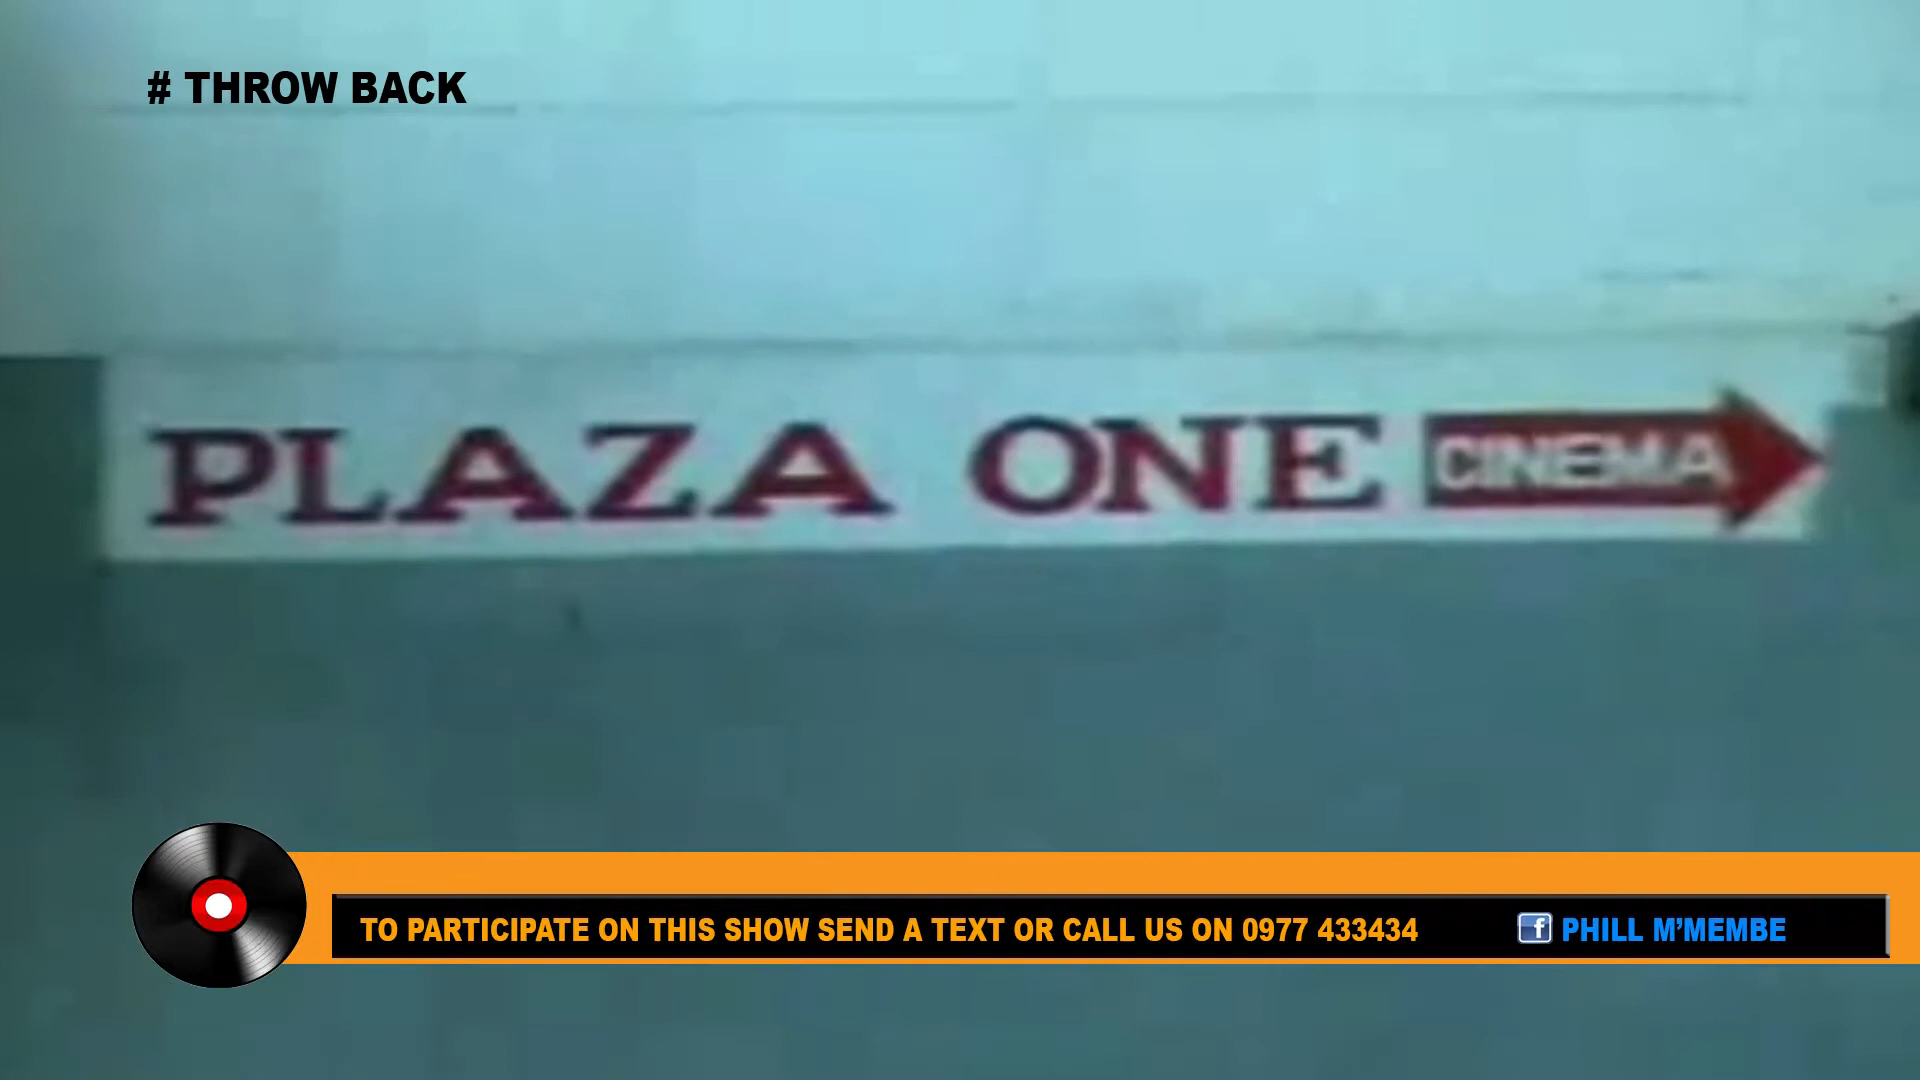 # THROW BACK
PLAZA ONE CINEMA
TO PARTICIPATE ON THIS SHOW SEND A TEXT OR CALL US ON 0977 433434 f PHILL M'MEMBE